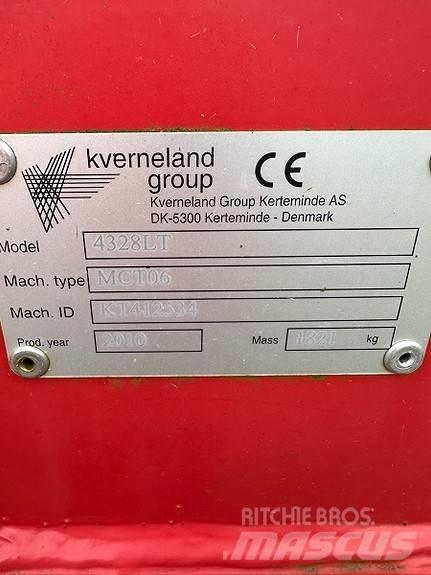 kverneland
group
CE
Kverneland Group Kerteminde AS
DK-5300 Kerteminde - Denmark
Model 4328LT
Mach. type MCT06
Mach. ID KT412534
Prod. year 2010 Mass kg
RITCHIE BROS.
MASCUS